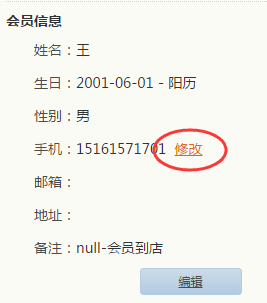 会员信息
姓名：王
生日：2001-06-01 - 阳历
性别：男
手机：15161571701 修改
邮箱：
地址：
备注：null-会员到店
编辑